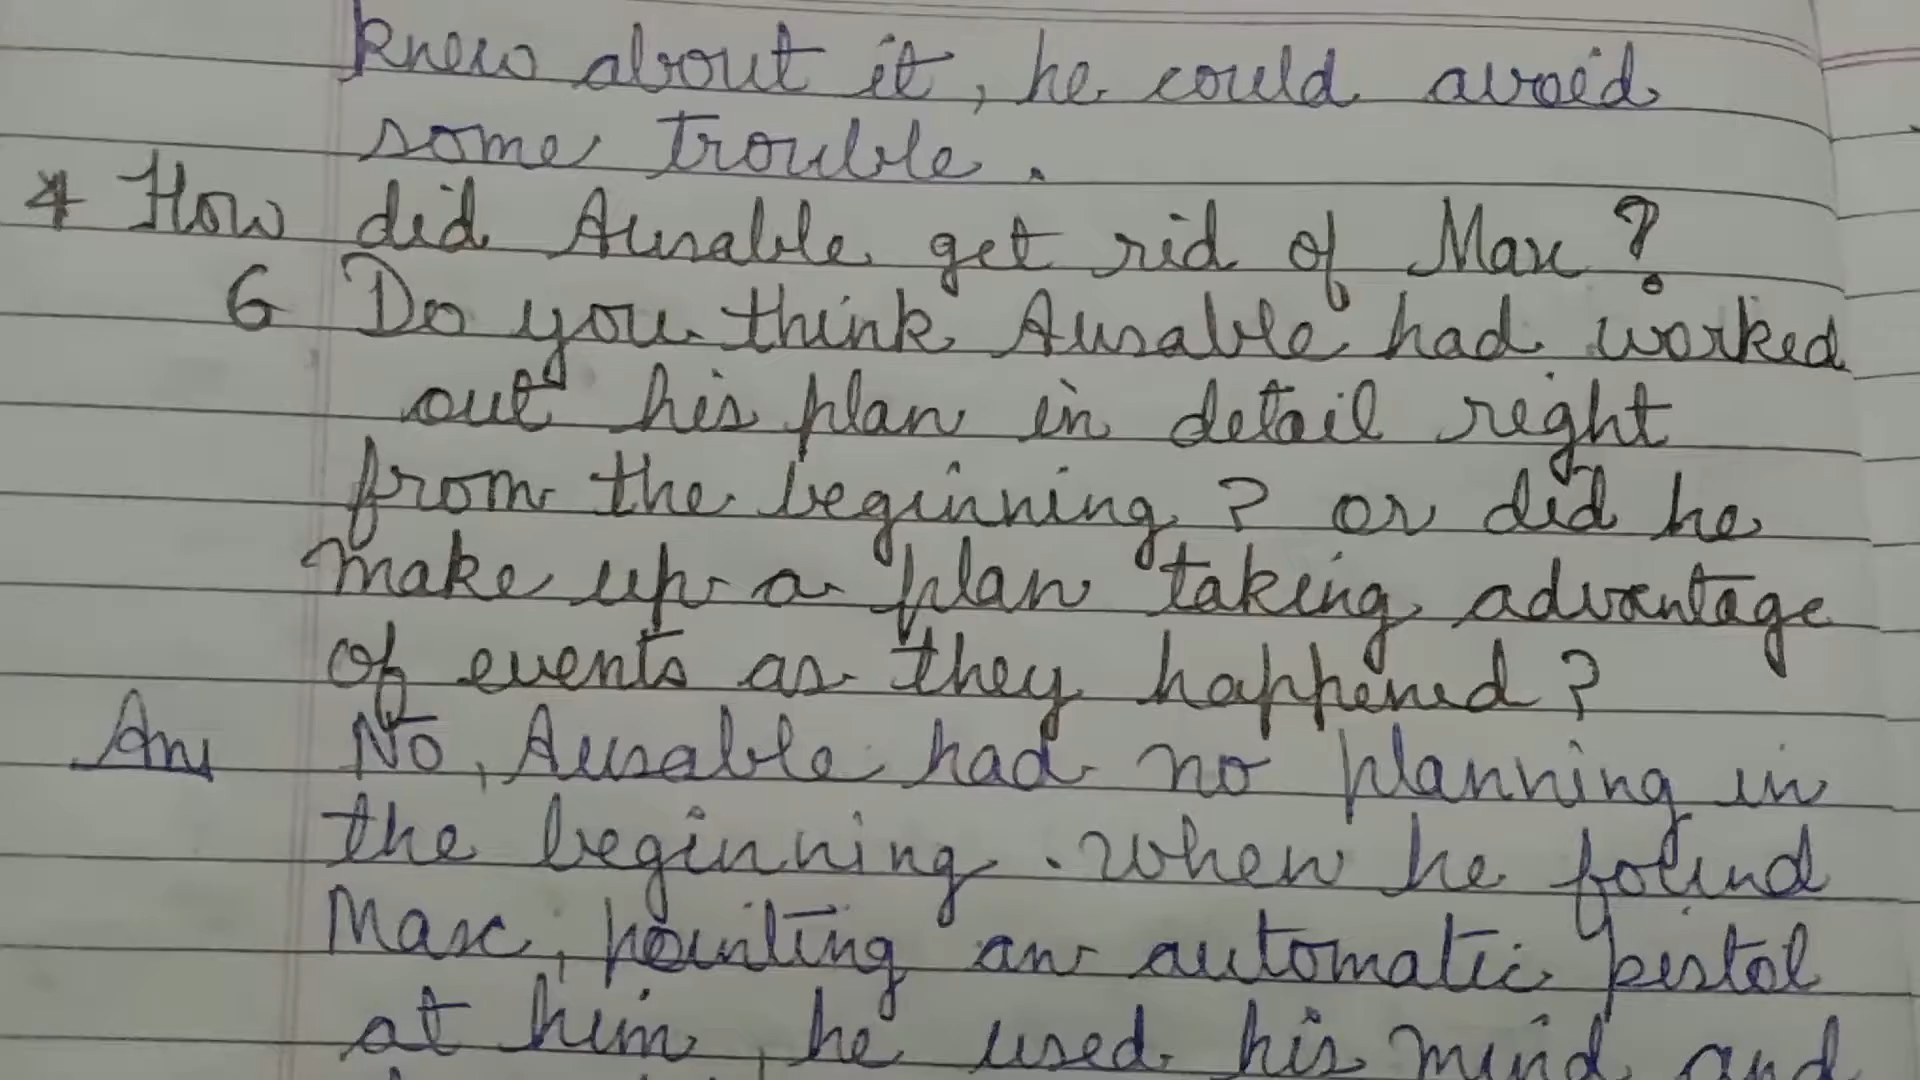 knew about it, he could avoid
some trouble.
* How did Ausable get rid of Max?
6 Do you think Ausable had worked
out his plan in detail right
from the beginning? or did he
make up a plan taking advantage
of events as they happened?
Ans No, Ausable had no planning in
the beginning. When he found
Max, pointing an automatic pistol
at him, he used his mind and